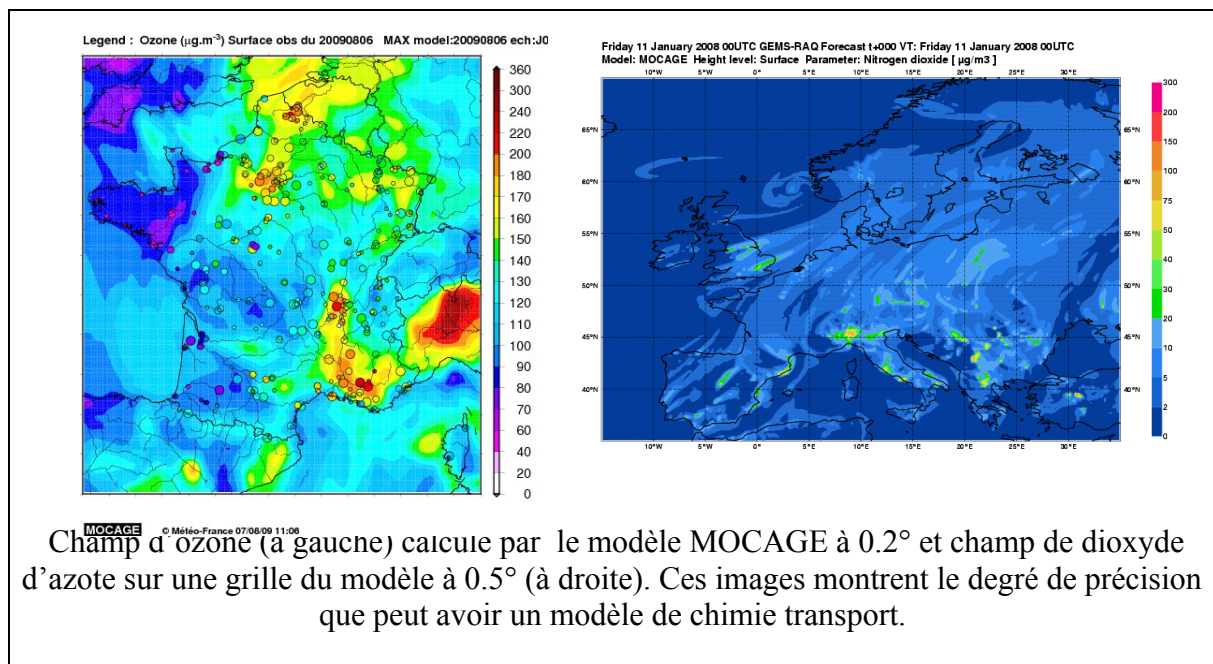 Legend : Ozone (µg.m-3) Surface obs du 20090806 MAX model:20090806 ech:J0
360
300
240
200
180
170
160
150
140
130
120
110
100
90
80
70
60
40
20
0
MOCAGE © Météo-France 07/08/09 11:06
Friday 11 January 2008 00UTC GEMS-RAQ Forecast t+000 VT: Friday 11 January 2008 00UTC
Model: MOCAGE Height level: Surface Parameter: Nitrogen dioxide [ µg/m3 ]
65°N
60°N
55°N
50°N
45°N
40°N
10°W 5°W 0° 5°E 10°E 15°E 20°E 25°E 30°E
65°N
60°N
55°N
50°N
45°N
40°N
300
200
150
100
75
50
40
30
20
10
5
2
0
Champ d'ozone (à gauche) calculé par le modèle MOCAGE à 0.2° et champ de dioxyde
d'azote sur une grille du modèle à 0.5° (à droite). Ces images montrent le degré de précision
que peut avoir un modèle de chimie transport.